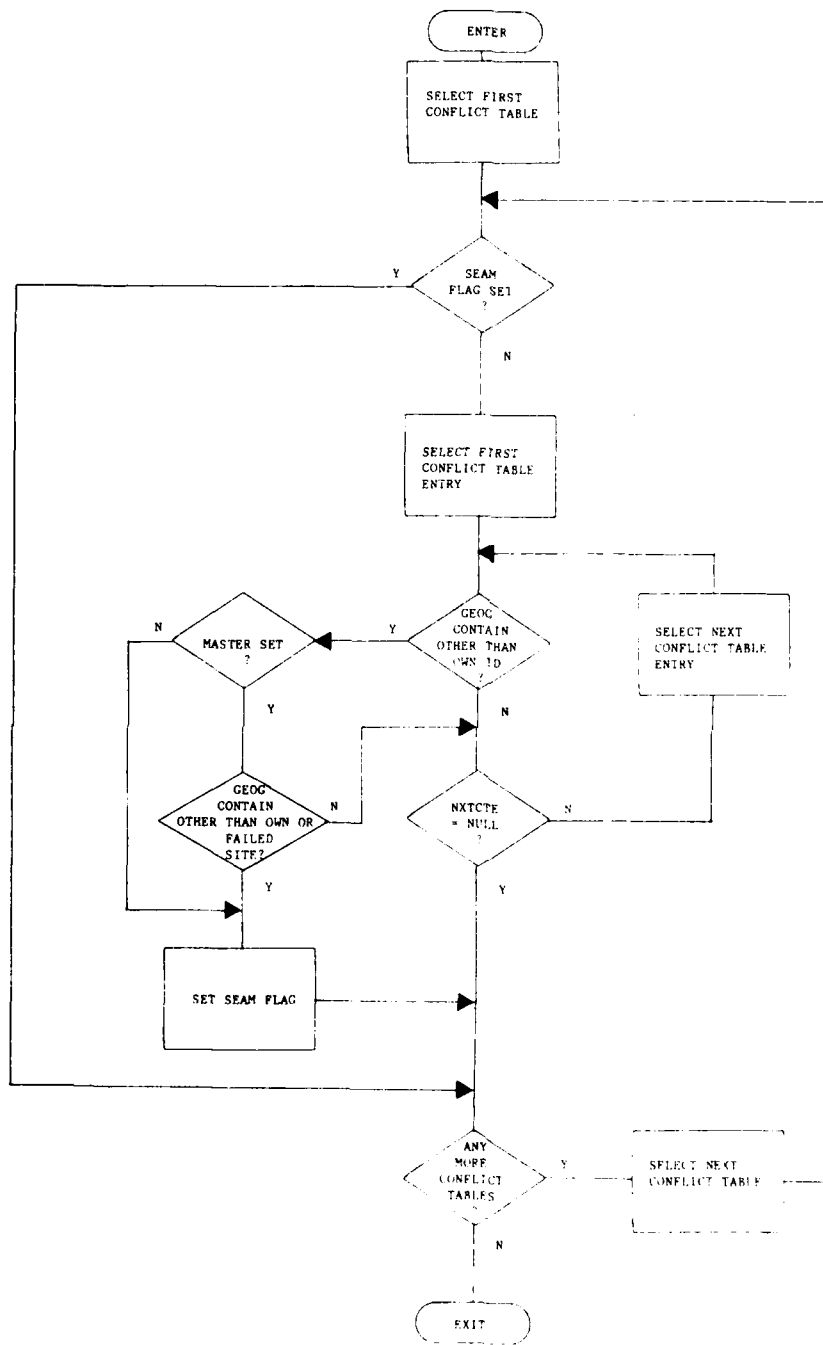 ENTER
SELECT FIRST
CONFLICT TABLE
Y
SEAM
FLAG SET
?
N
SELECT FIRST
CONFLICT TABLE
ENTRY
N
MASTER SET
?
Y
GEOG
CONTAIN
OTHER THAN
OWN ID
?
SELECT NEXT
CONFLICT TABLE
ENTRY
Y
N
GEOG
CONTAIN
OTHER THAN OWN OR
FAILED
SITE?
N
NXTCTE
= NULL
?
N
Y
Y
SET SEAM FLAG
ANY
MORE
CONFLICT
TABLES
?
Y
SELECT NEXT
CONFLICT TABLE
N
EXIT